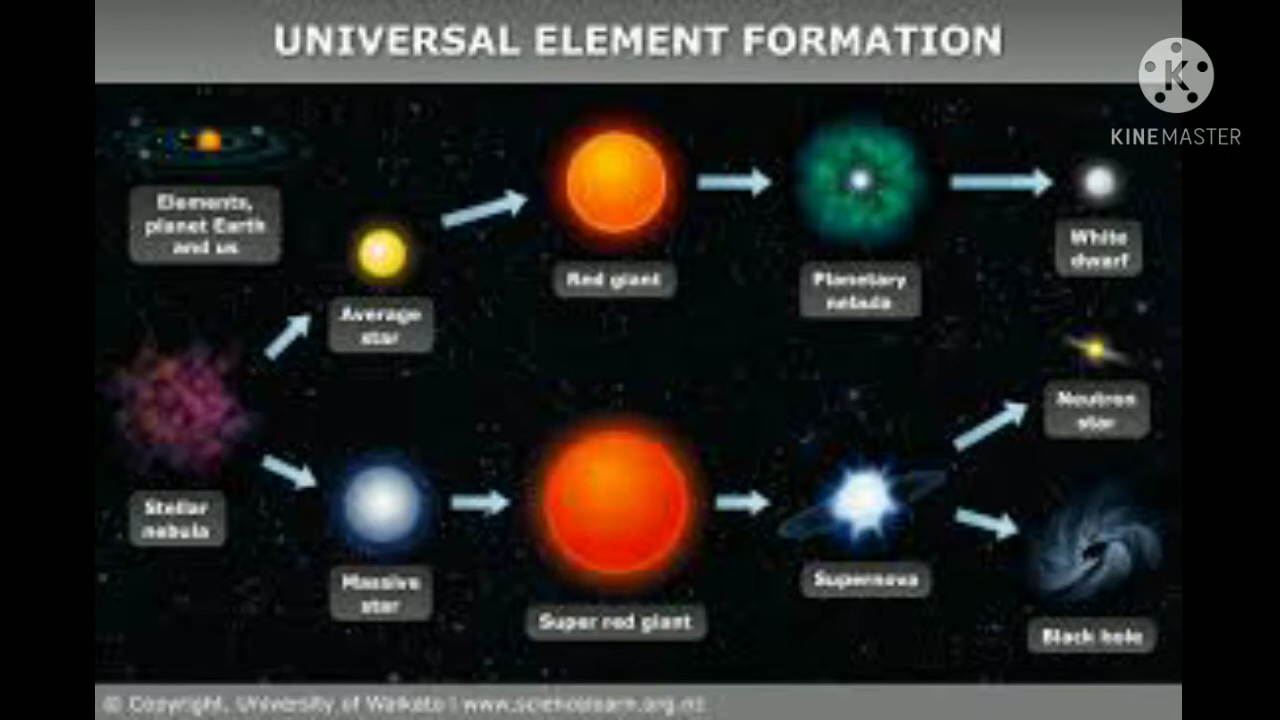 UNIVERSAL ELEMENT FORMATION
K
KINEMASTER
Elements,
planet Earth
and us
Average
star
Red giant
Planetary
nebula
White
dwarf
Neutron
star
Stellar
nebula
Massive
star
Super red giant
Supernova
Black hole
© Copyright, University of Waikato | www.sciencelearn.org.nz